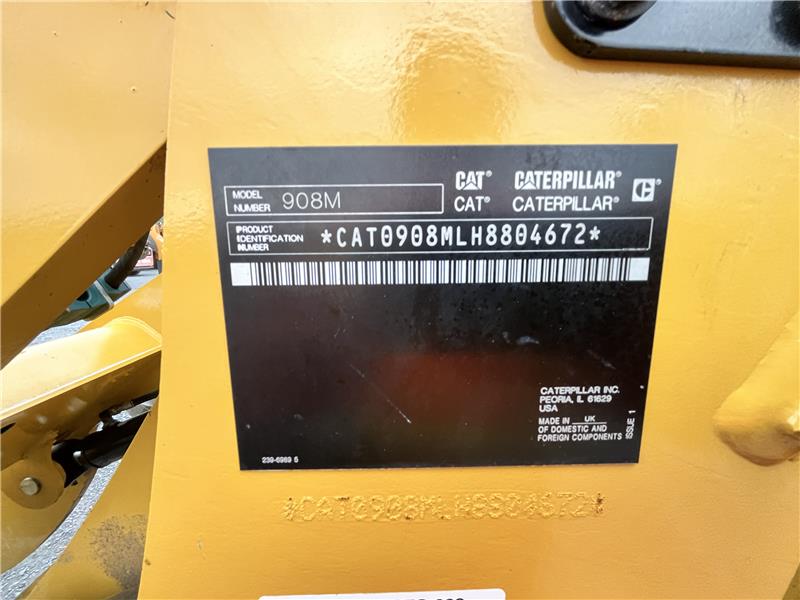 MODEL
NUMBER 908M
CAT® CATERPILLAR®
CAT® CATERPILLAR®
C®
PRODUCT
IDENTIFICATION
NUMBER
*CAT0908MLH8804672*
CATERPILLAR INC.
PEORIA, IL 61629
USA
MADE IN UK
OF DOMESTIC AND
FOREIGN COMPONENTS
ISSUE 1
239-6969 5
*CAT0908MLH8804672*